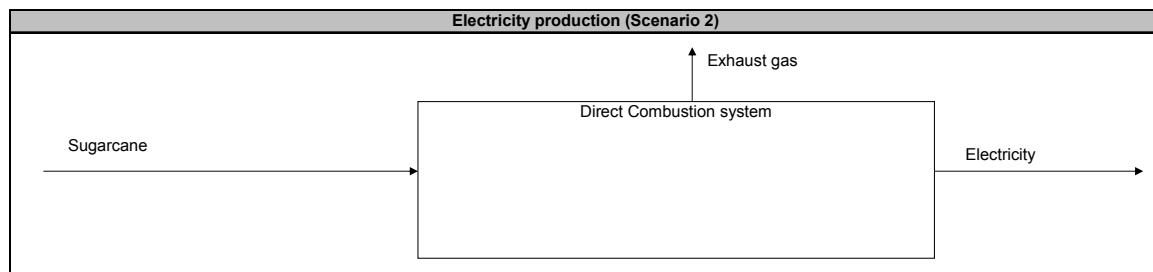 Electricity production (Scenario 2)
Exhaust gas
Direct Combustion system
Sugarcane
Electricity